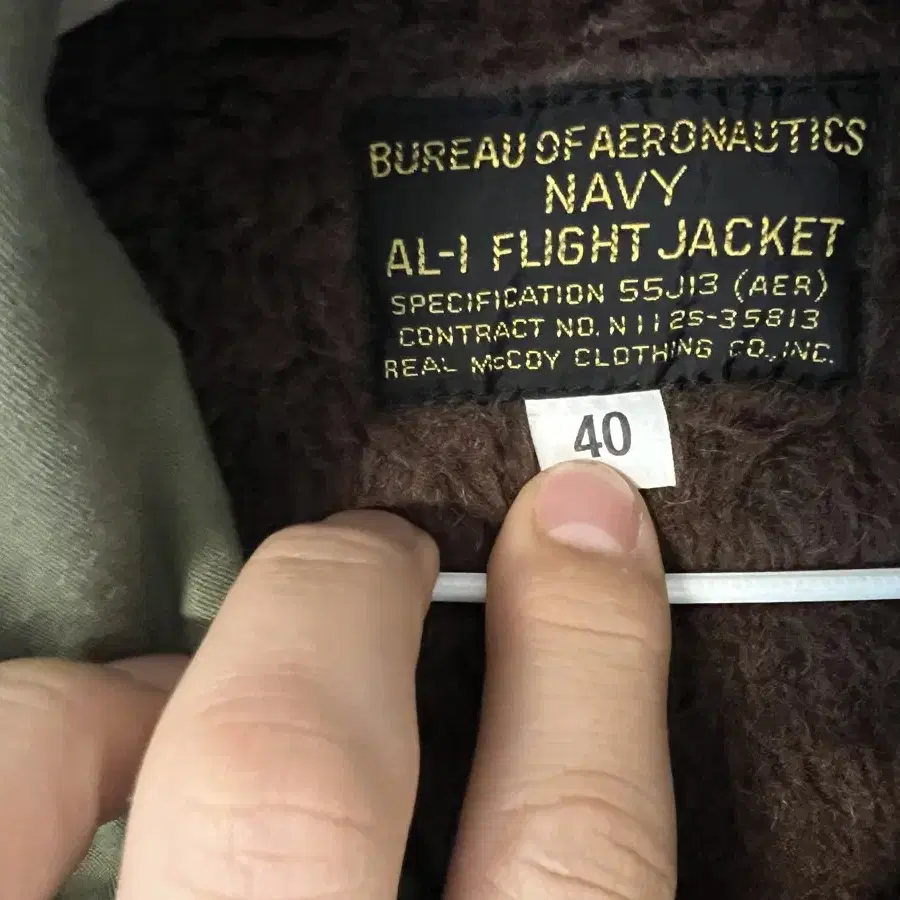 BUREAU OF AERONAUTICS
NAVY
AL-1 FLIGHT JACKET
SPECIFICATION 55J13 (AER)
CONTRACT NO. N112S-35813
REAL McCOY CLOTHING CO., INC.
40